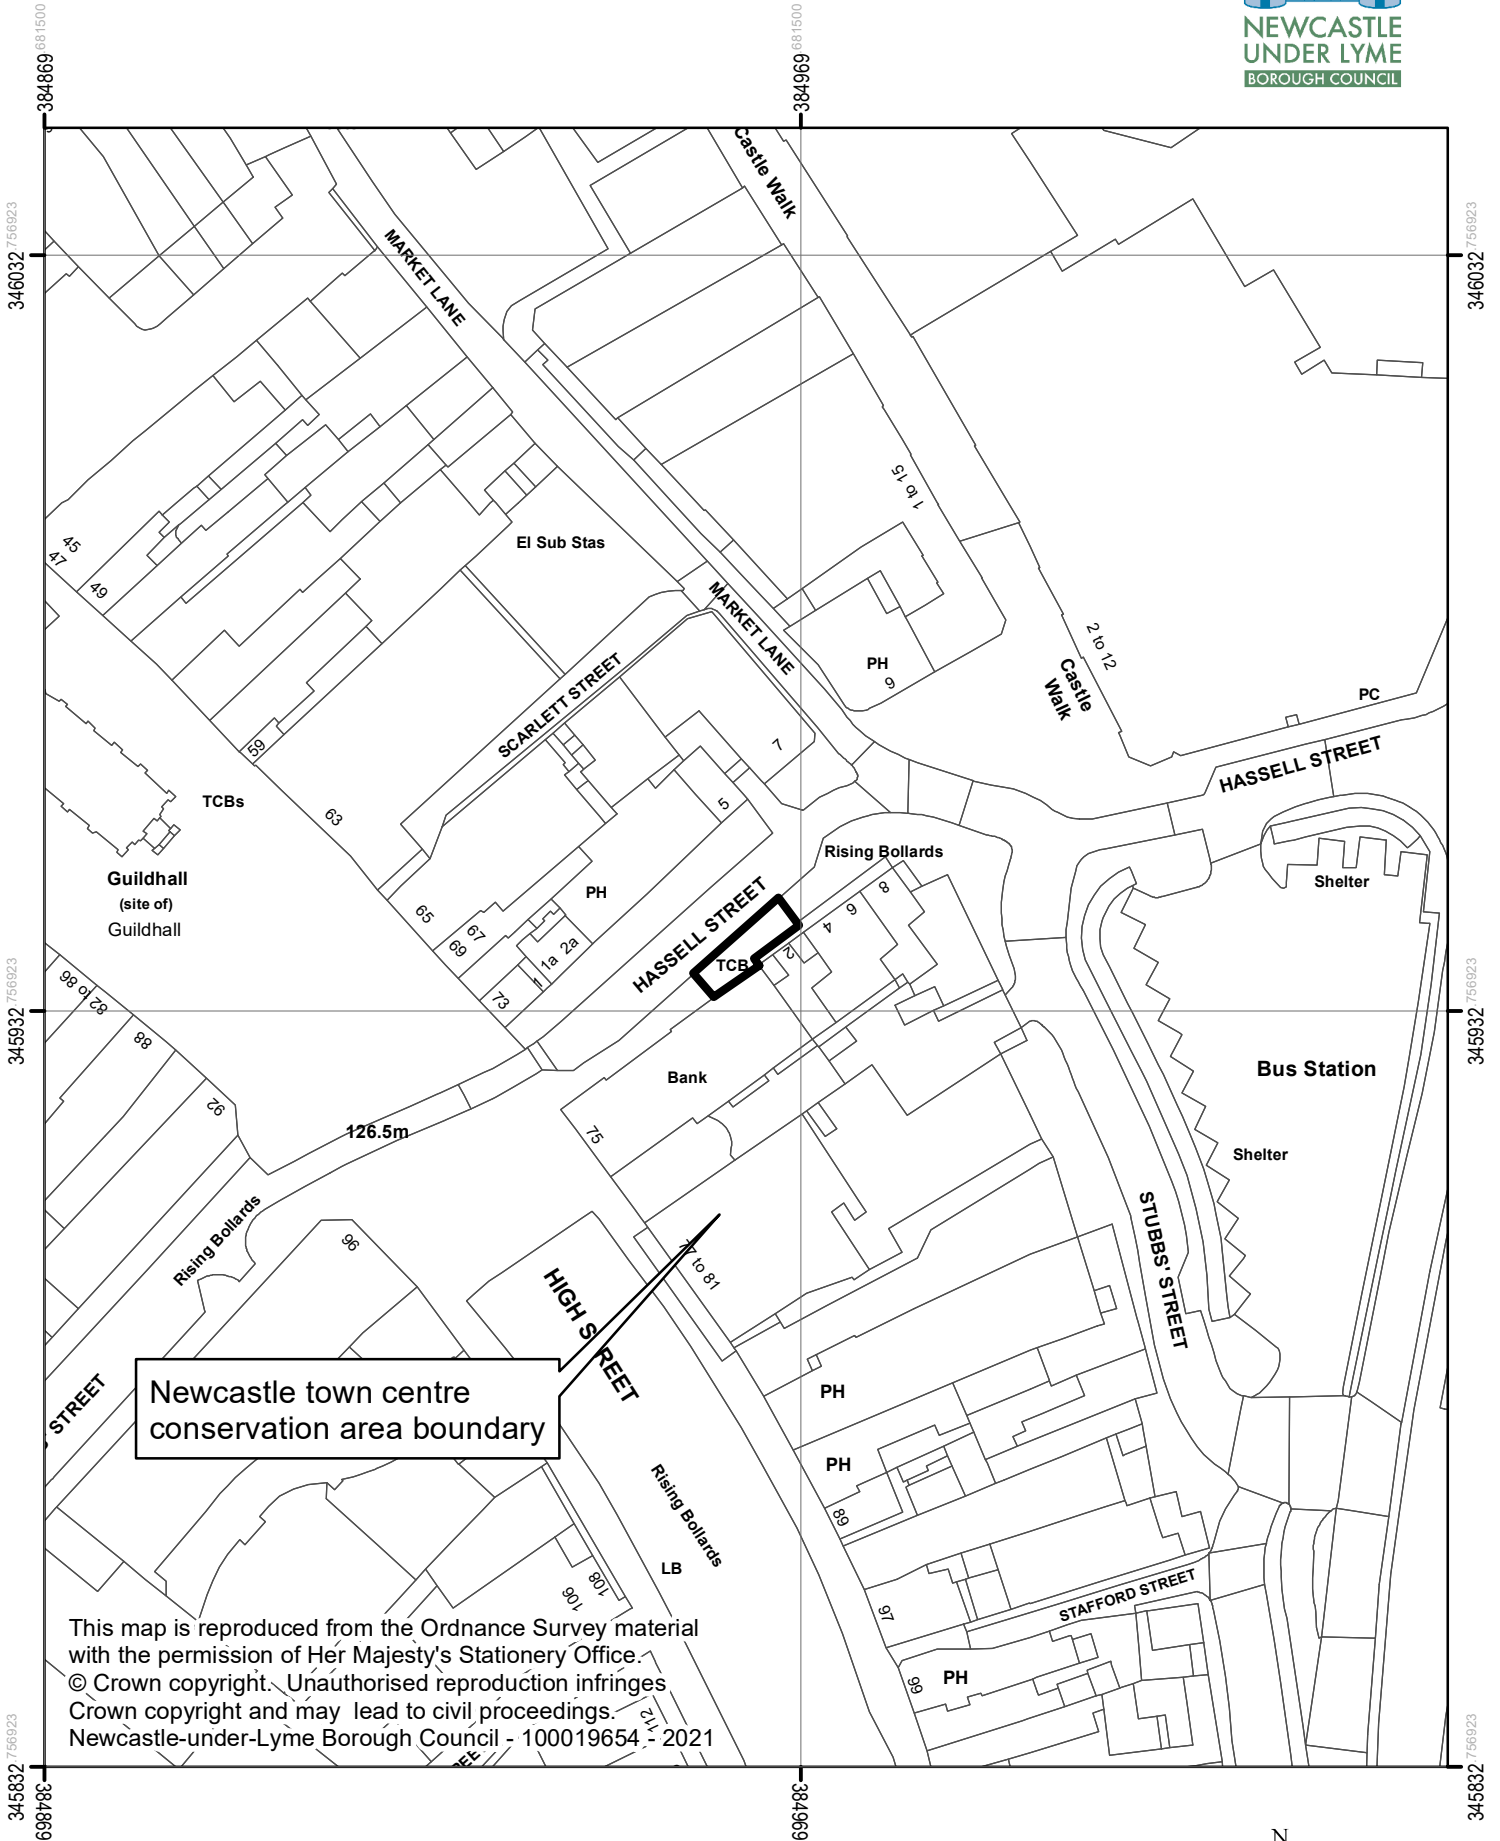 NEWCASTLE
UNDER LYME
BOROUGH COUNCIL
384869.681500
384969.681500
346032.756923
346032.756923
Castle Walk
MARKET LANE
1 to 15
45
47
49
El Sub Stas
MARKET LANE
2 to 12
PH
9
Castle
Walk
PC
SCARLETT STREET
HASSELL STREET
59
7
TCBs
63
5
Rising Bollards
Shelter
Guildhall
(site of)
Guildhall
PH
8
6
4
2
65
67
69
HASSELL STREET
TCB
1a
2a
1
73
82 to 86
88
345932.756923
345932.756923
Bank
Bus Station
92
126.5m
75
Shelter
Rising Bollards
96
77 to 81
STUBBS' STREET
HIGH STREET
Newcastle town centre
conservation area boundary
STREET
PH
PH
Rising Bollards
89
LB
108
106
STAFFORD STREET
97
This map is reproduced from the Ordnance Survey material
with the permission of Her Majesty's Stationery Office.
© Crown copyright. Unauthorised reproduction infringes
Crown copyright and may lead to civil proceedings.
Newcastle-under-Lyme Borough Council - 100019654 - 2021
99
PH
112
345832.756923
345832.756923
384869
384969
N